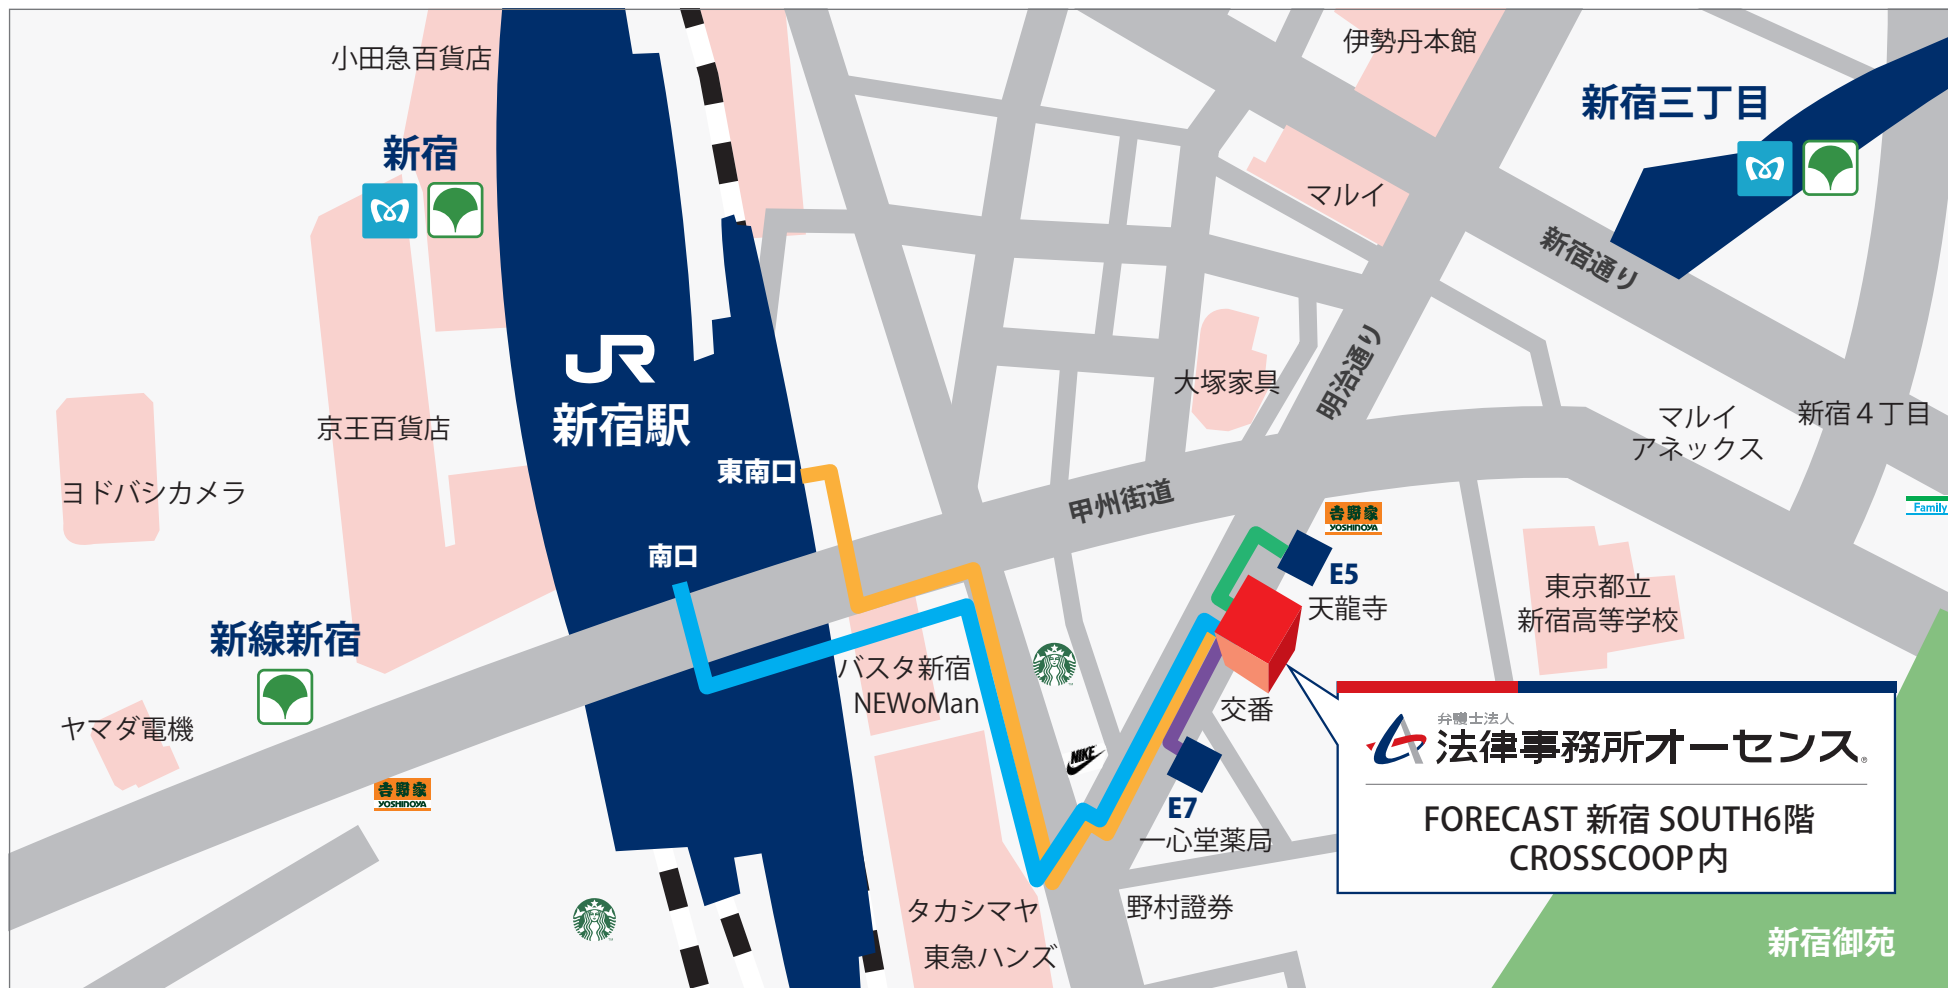 小田急百貨店
伊勢丹本館
新宿三丁目
新宿
マルイ
新宿通り
JR
新宿駅
明治通り
大塚家具
京王百貨店
マルイ
アネックス
新宿4丁目
ヨドバシカメラ
東南口
甲州街道
Family
吉野家
YOSHINOYA
南口
E5
天龍寺
東京都立
新宿高等学校
新線新宿
バスタ新宿
NEWoMan
交番
ヤマダ電機
NIKE
弁護士法人
法律事務所オーセンス®
吉野家
YOSHINOYA
E7
一心堂薬局
FORECAST 新宿 SOUTH6階
CROSSCOOP内
タカシマヤ
東急ハンズ
野村證券
新宿御苑